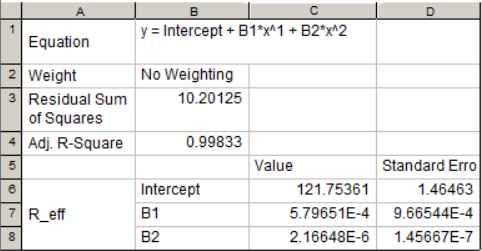 A B C D
1 Equation y = Intercept + B1*x^1 + B2*x^2
2 Weight No Weighting
3 Residual Sum of Squares 10.20125
4 Adj. R-Square 0.99833
5 Value Standard Erro
6 Intercept 121.75361 1.46463
7 R_eff B1 5.79651E-4 9.66544E-4
8 B2 2.16648E-6 1.45667E-7